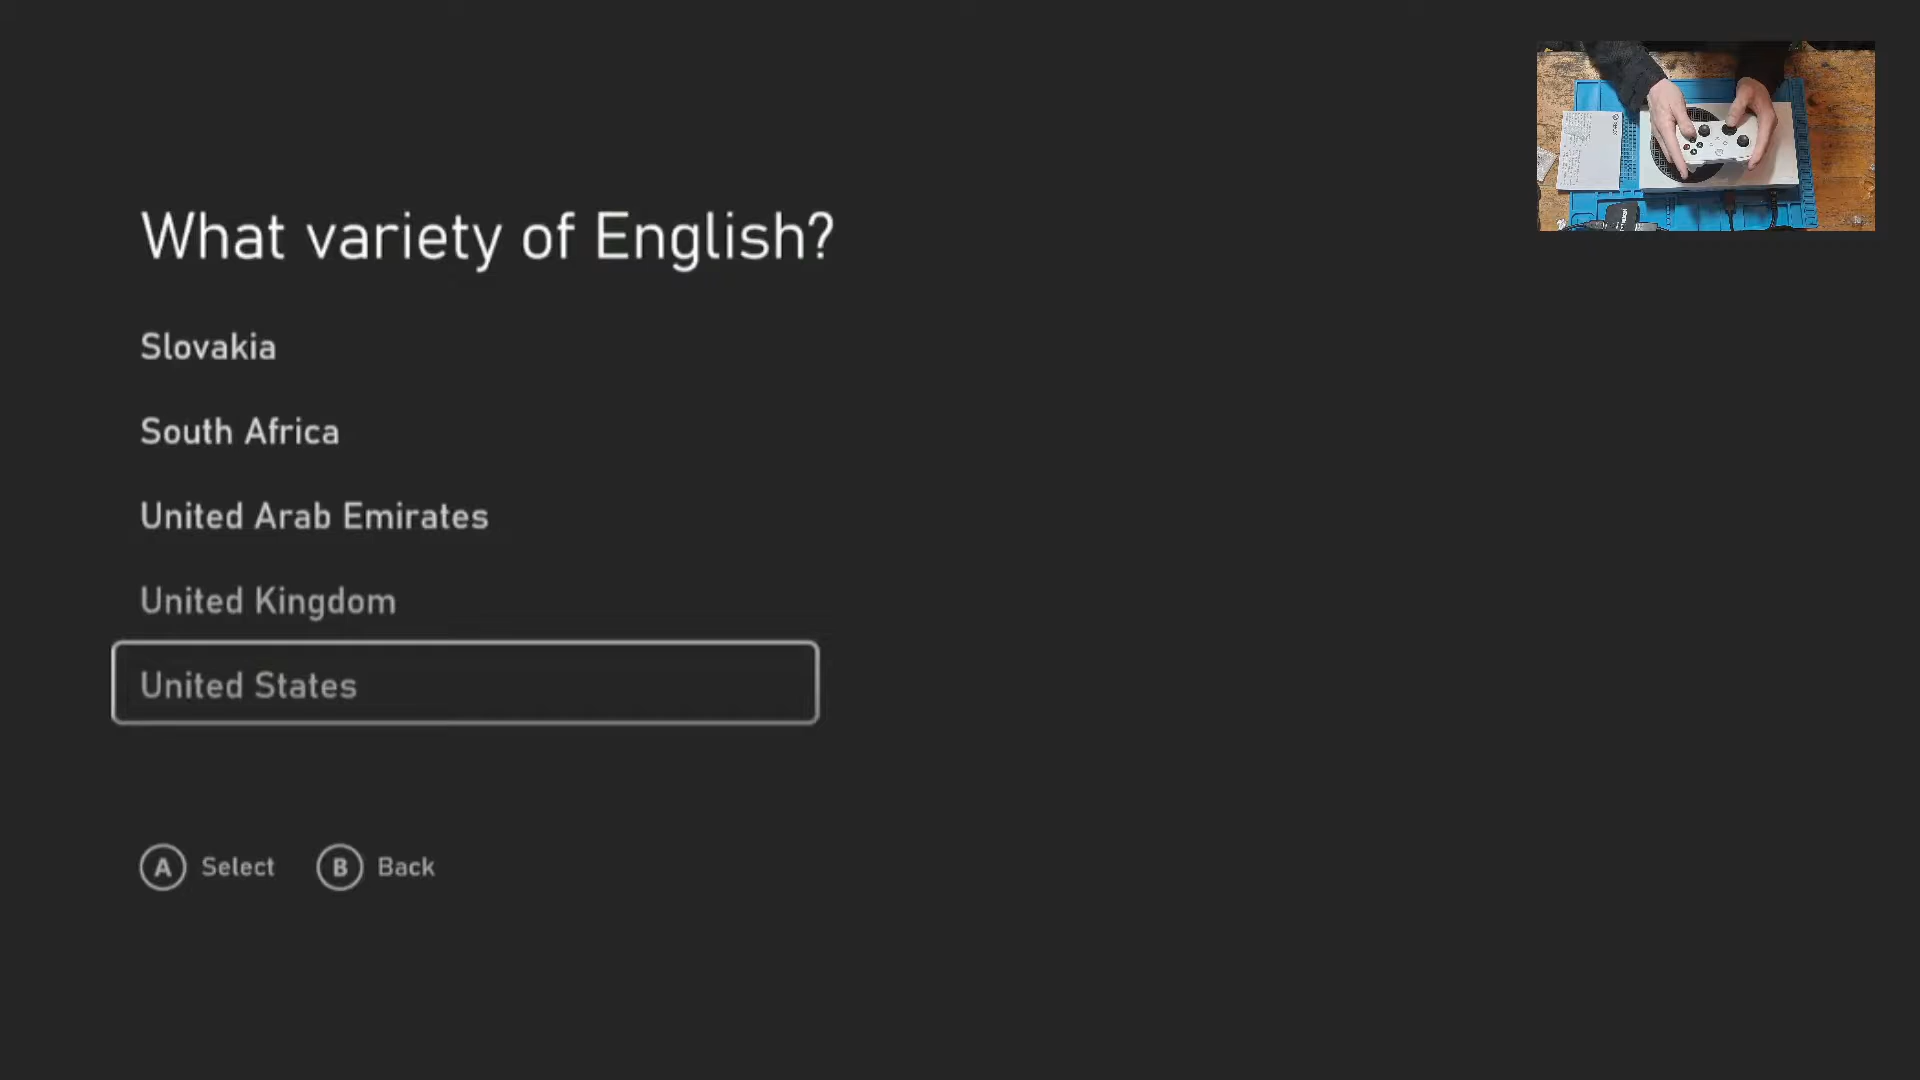 What variety of English?
Slovakia
South Africa
United Arab Emirates
United Kingdom
United States
A Select B Back